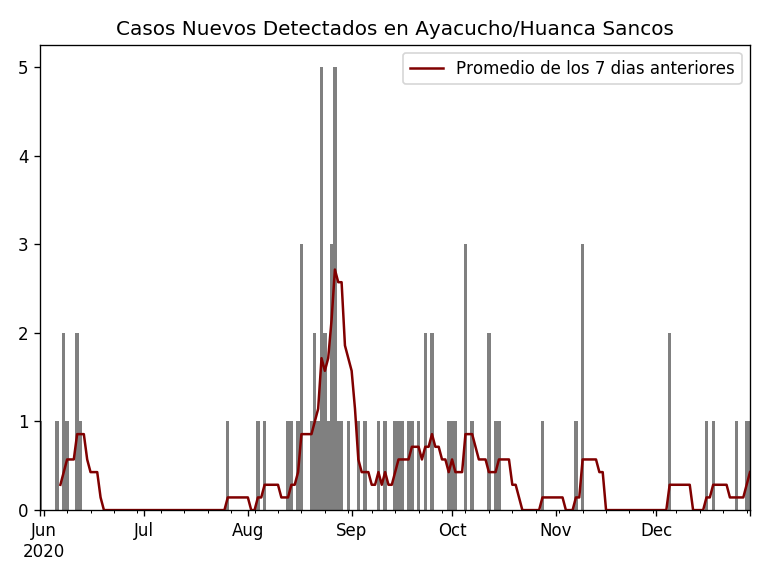 Casos Nuevos Detectados en Ayacucho/Huanca Sancos
Promedio de los 7 dias anteriores
5
4
3
2
1
0
Jun Jul Aug Sep Oct Nov Dec
2020